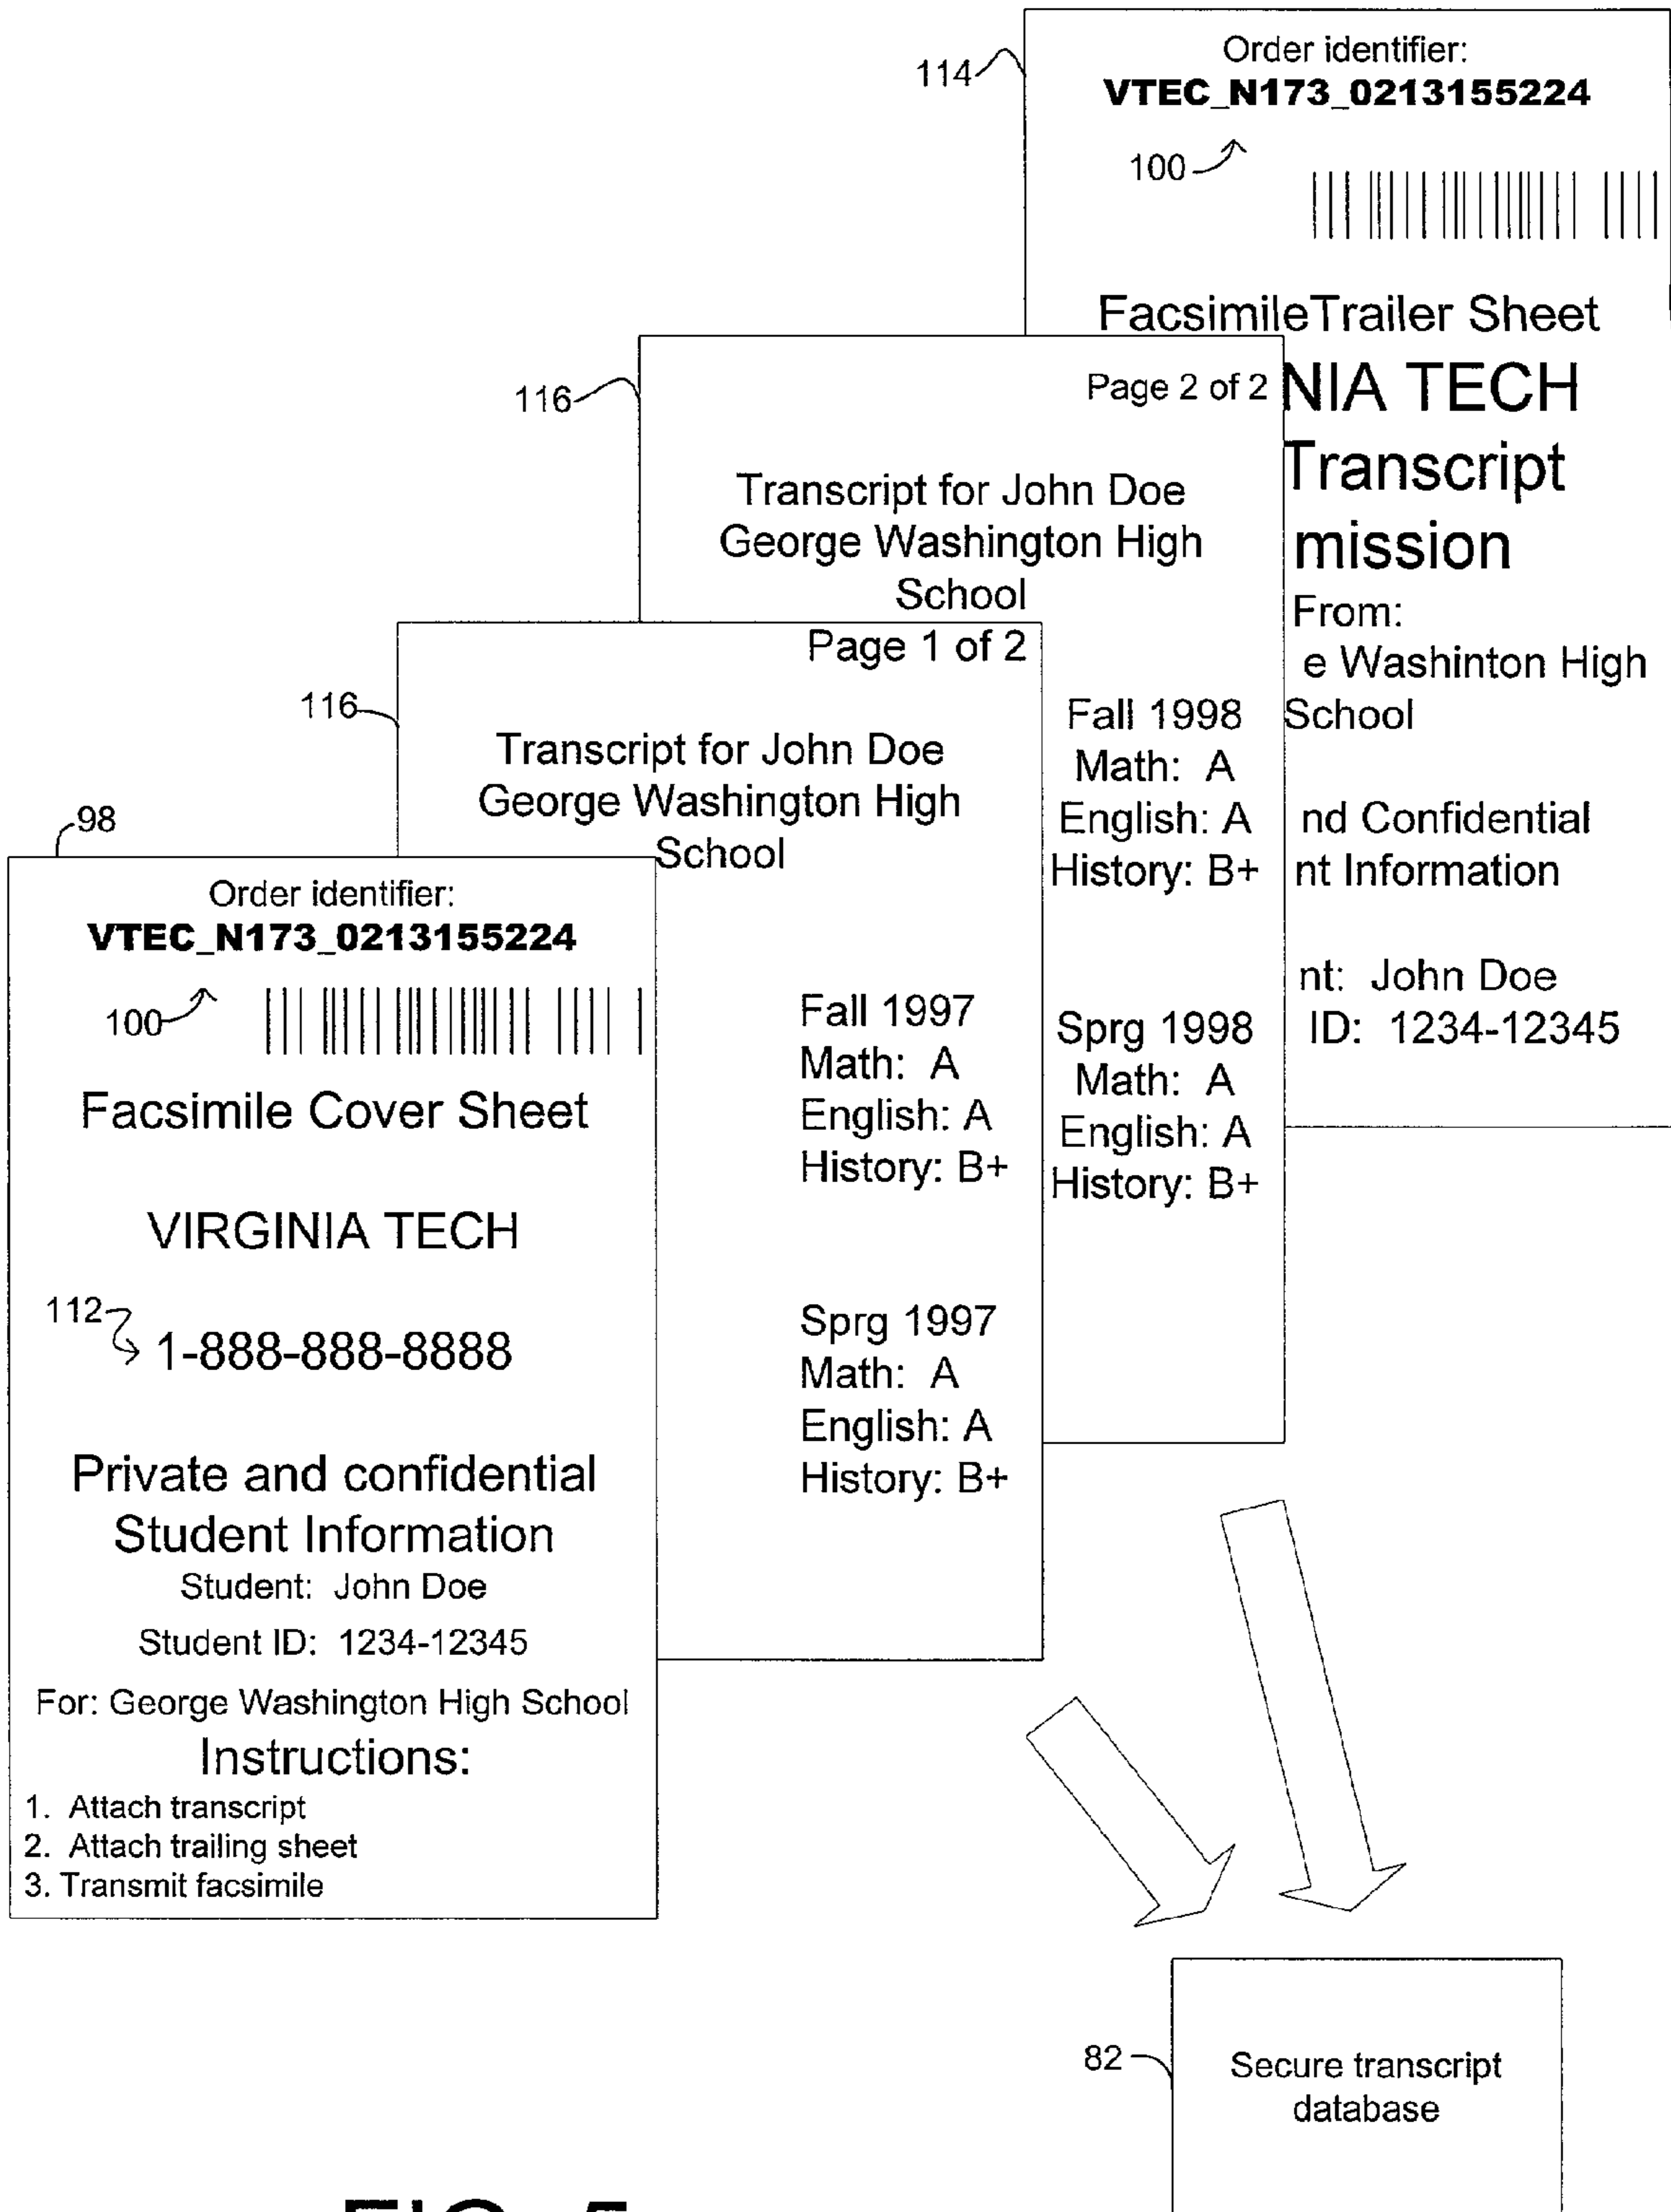 114
Order identifier:
VTEC_N173_0213155224
100
FacsimileTrailer Sheet
NIA TECH
Transcript
mission
From:
e Washinton High
School
nd Confidential
nt Information
nt: John Doe
ID: 1234-12345
116
Page 2 of 2
Transcript for John Doe
George Washington High
School
Fall 1998
Math: A
English: A
History: B+
Sprg 1998
Math: A
English: A
History: B+
116
Page 1 of 2
Transcript for John Doe
George Washington High
School
Fall 1997
Math: A
English: A
History: B+
Sprg 1997
Math: A
English: A
History: B+
98
Order identifier:
VTEC_N173_0213155224
100
Facsimile Cover Sheet
VIRGINIA TECH
112
1-888-888-8888
Private and confidential
Student Information
Student: John Doe
Student ID: 1234-12345
For: George Washington High School
Instructions:
1. Attach transcript
2. Attach trailing sheet
3. Transmit facsimile
82
Secure transcript
database